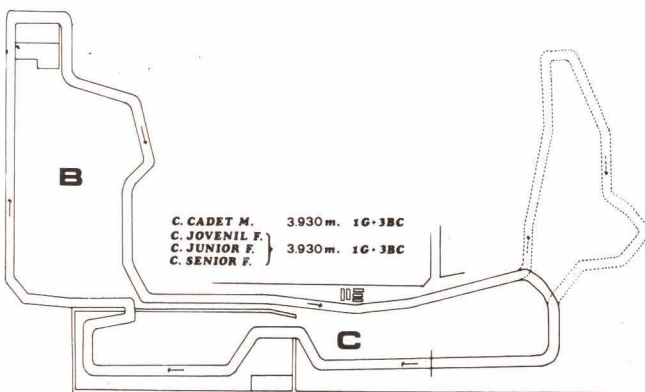 B
C. CADET M. 3.930 m. 1G+3BC
C. JOVENIL F.
C. JUNIOR F. 3.930 m. 1G+3BC
C. SENIOR F.
C